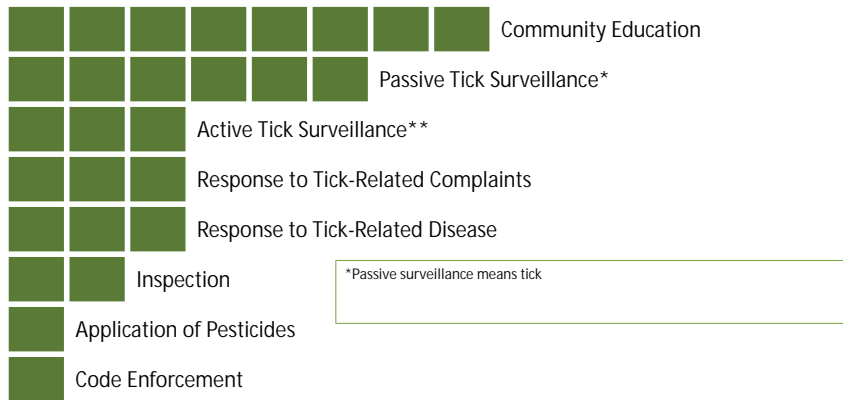 Community Education
Passive Tick Surveillance*
Active Tick Surveillance**
Response to Tick-Related Complaints
Response to Tick-Related Disease
Inspection
*Passive surveillance means tick
Application of Pesticides
Code Enforcement